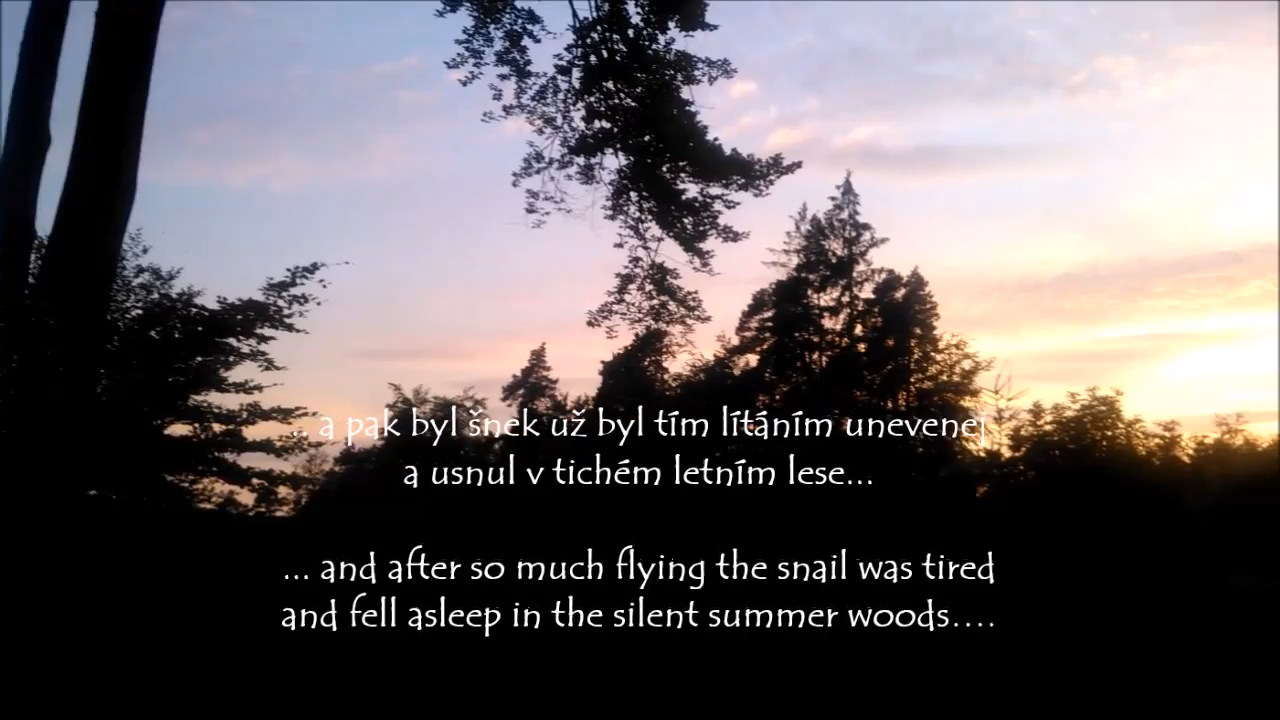 ... a pak byl šnek už byl tím lítáním unevenej
a usnul v tichém letním lese...
... and after so much flying the snail was tired
and fell asleep in the silent summer woods....